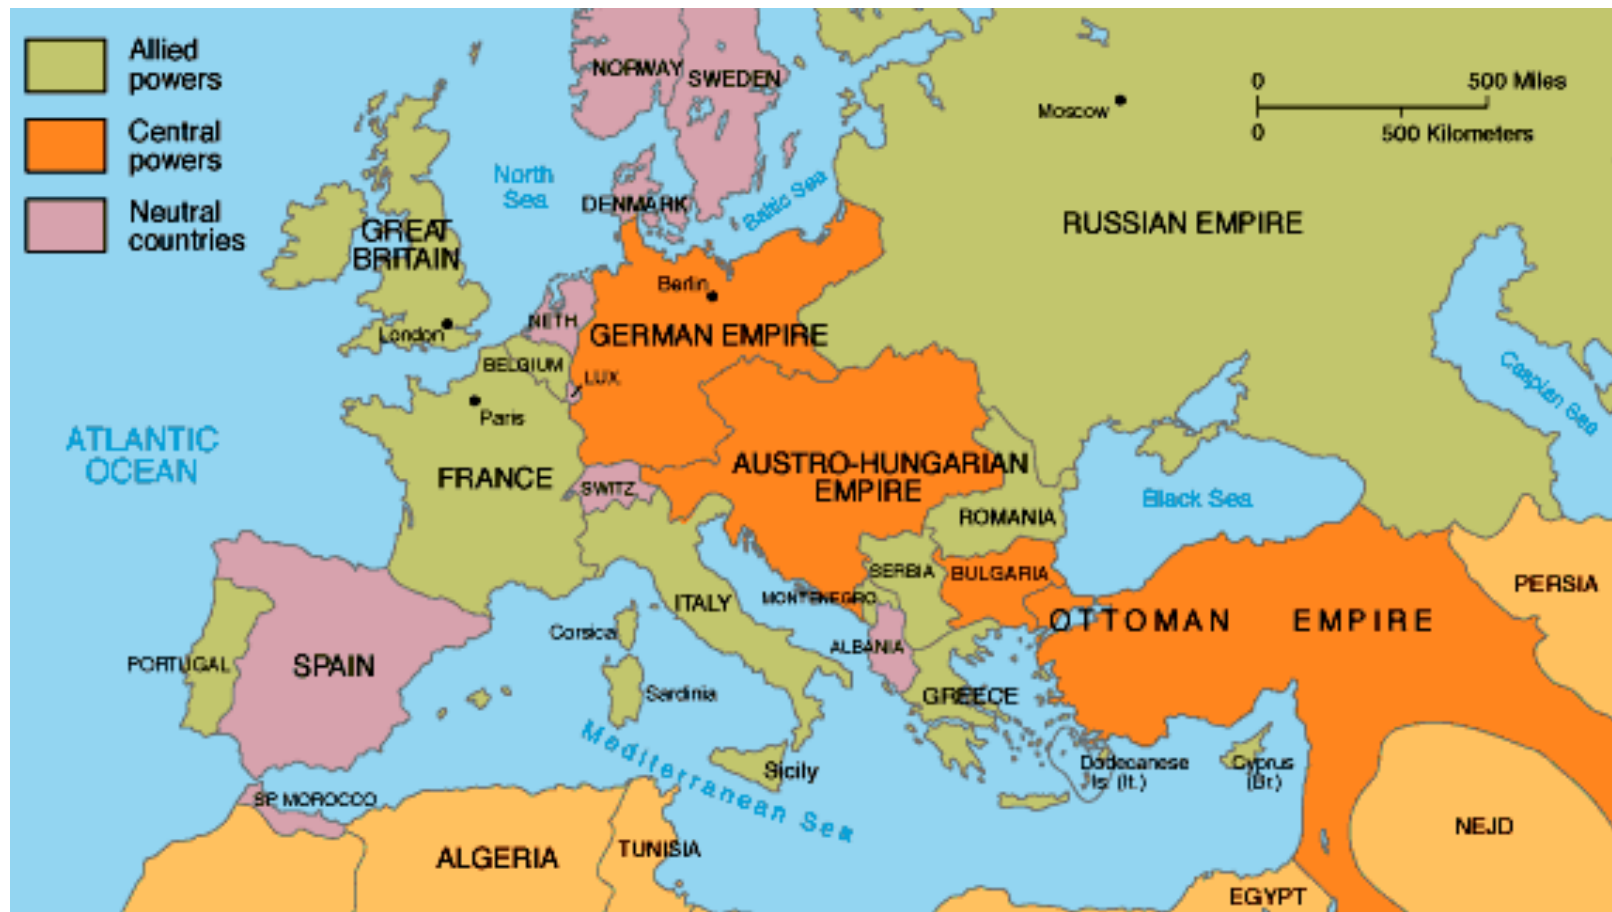 Allied
powers
Central
powers
Neutral
countries
NORWAY
SWEDEN
0
500 Miles
0
500 Kilometers
Moscow
North
Sea
DENMARK
Baltic Sea
RUSSIAN EMPIRE
GREAT
BRITAIN
Berlin
London
NETH
GERMAN EMPIRE
BELGIUM
LUX
Paris
Caspian Sea
ATLANTIC
OCEAN
FRANCE
SWITZ
AUSTRO-HUNGARIAN
EMPIRE
Black Sea
ROMANIA
SERBIA
BULGARIA
PERSIA
MONTENEGRO
ITALY
OTTOMAN EMPIRE
Corsica
ALBANIA
PORTUGAL
SPAIN
Sardinia
GREECE
Mediterranean Sea
Sicily
Dodecanese
Is. (It.)
Cyprus
(Br.)
SP. MOROCCO
NEJD
ALGERIA
TUNISIA
EGYPT